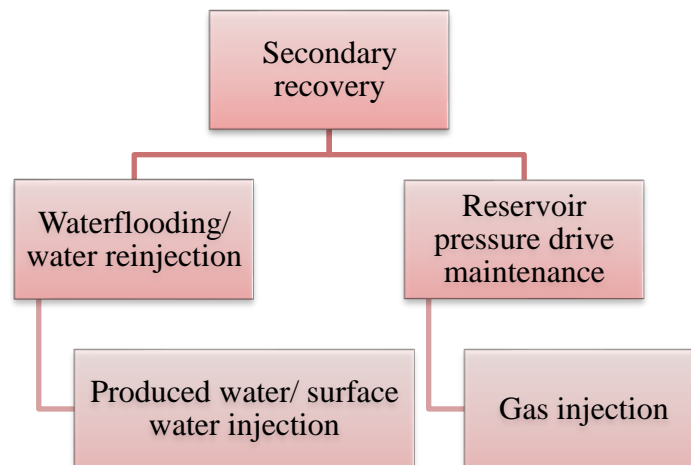 Secondary
recovery
Waterflooding/
water reinjection
Reservoir
pressure drive
maintenance
Produced water/ surface
water injection
Gas injection